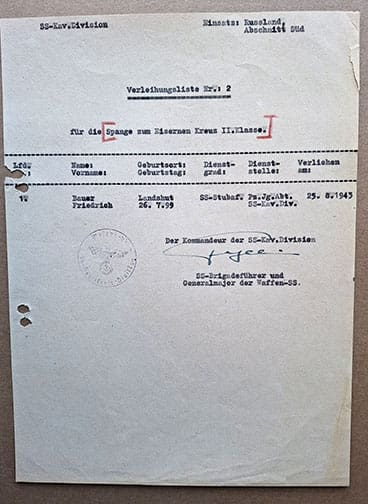 SS-Kav.Division
Einsatz: Russland,
Abschnitt Süd
Verleihungsliste Nr.: 2
für die [Spange zum Eisernen Kreuz II.Klasse.]
Lfd. Name: Geburtsort: Dienst- Dienst- Verliehen
Vorname: Geburtstag: grad: stelle: am:
1. Bauer Landshut SS-Stubaf. Pz.Jg.Abt. 25.8.1943
Friedrich 26.7.99 SS-Kav.Div.
Der Kommandeur der SS-Kav.Division
SS-Brigadeführer und
Generalmajor der Waffen-SS.